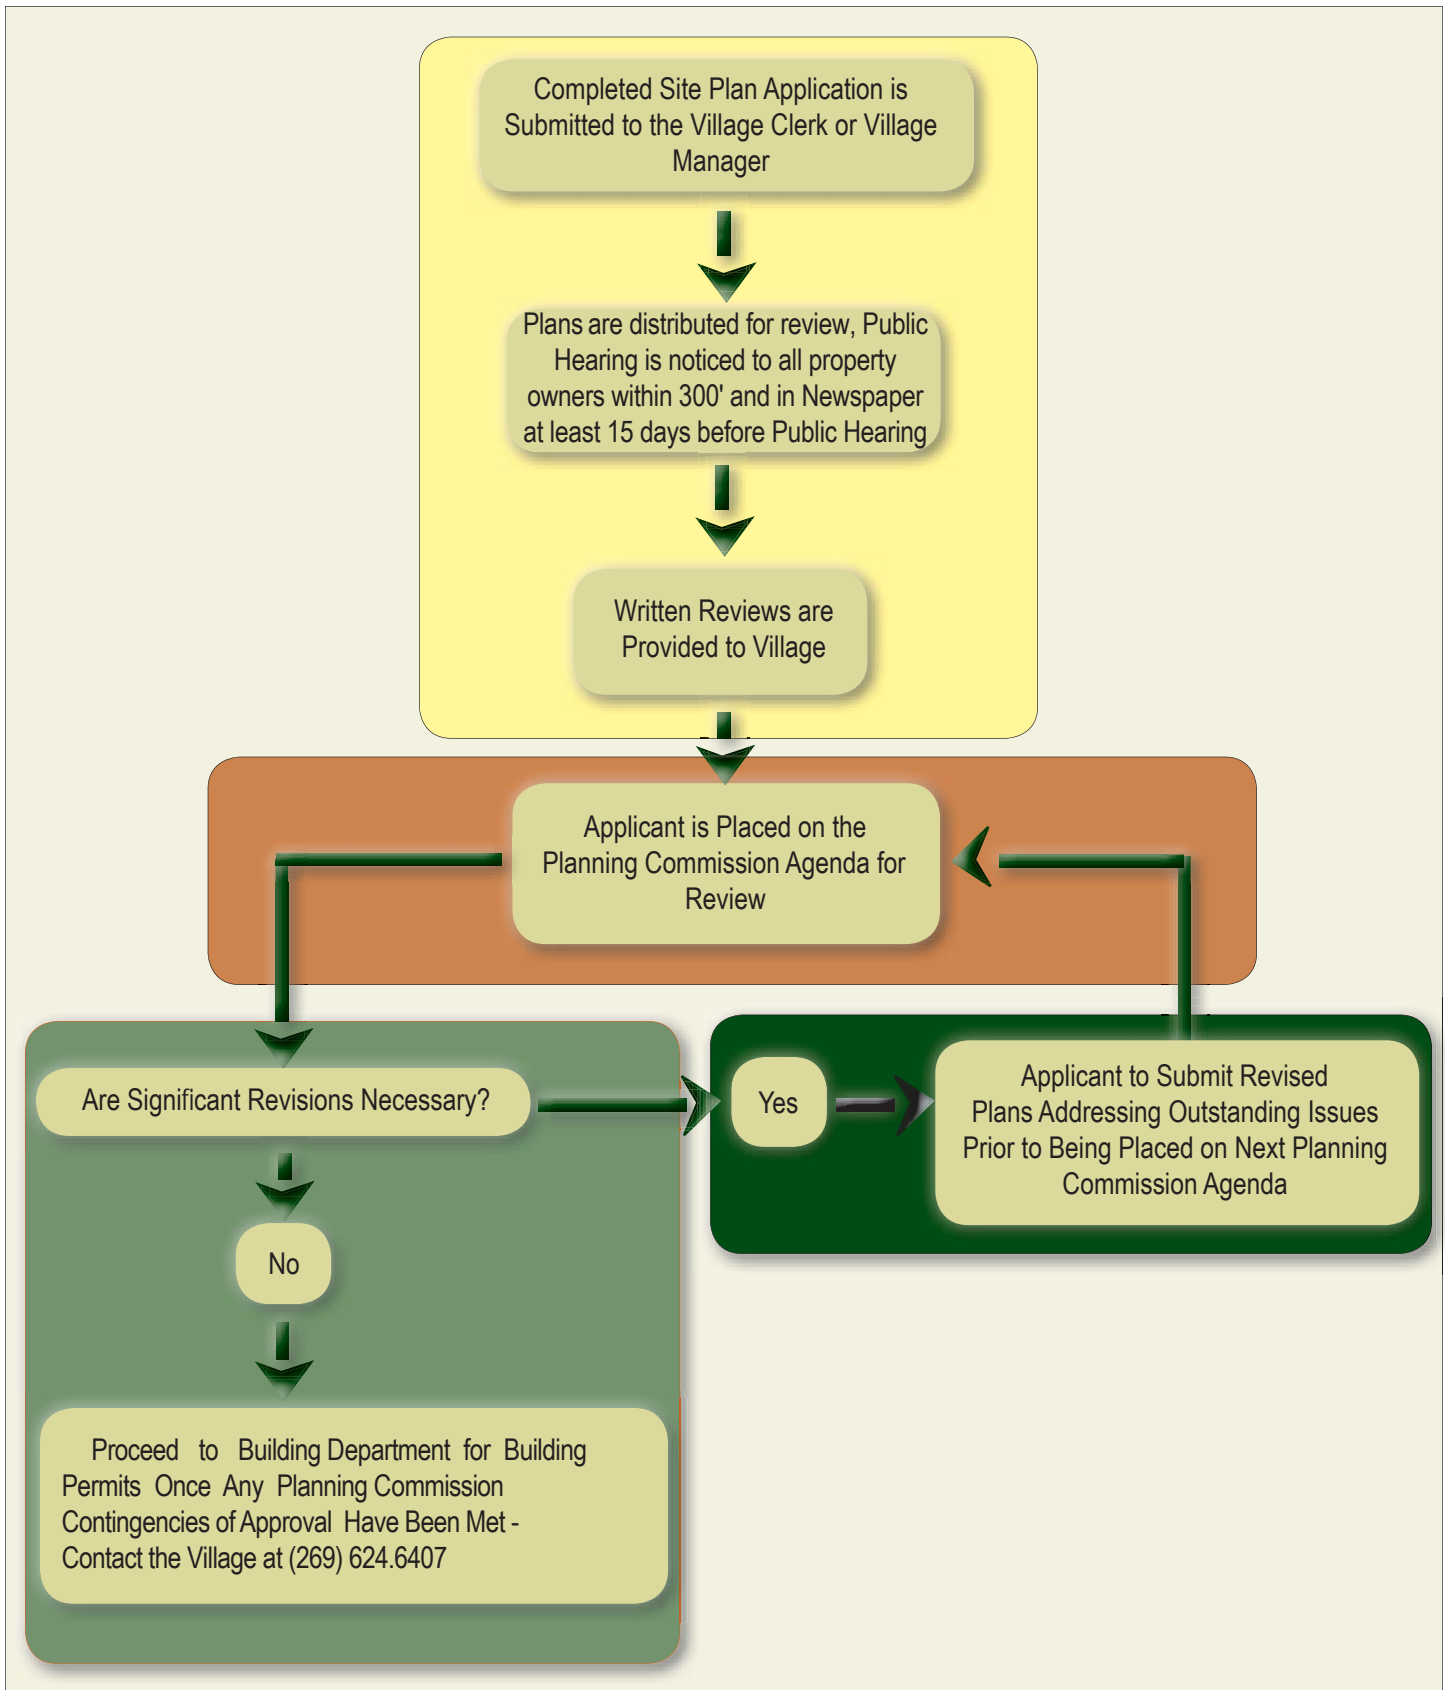 Completed Site Plan Application is
Submitted to the Village Clerk or Village
Manager
Plans are distributed for review, Public
Hearing is noticed to all property
owners within 300' and in Newspaper
at least 15 days before Public Hearing
Written Reviews are
Provided to Village
Applicant is Placed on the
Planning Commission Agenda for
Review
Are Significant Revisions Necessary?
Yes
Applicant to Submit Revised
Plans Addressing Outstanding Issues
Prior to Being Placed on Next Planning
Commission Agenda
No
Proceed to Building Department for Building
Permits Once Any Planning Commission
Contingencies of Approval Have Been Met -
Contact the Village at (269) 624.6407